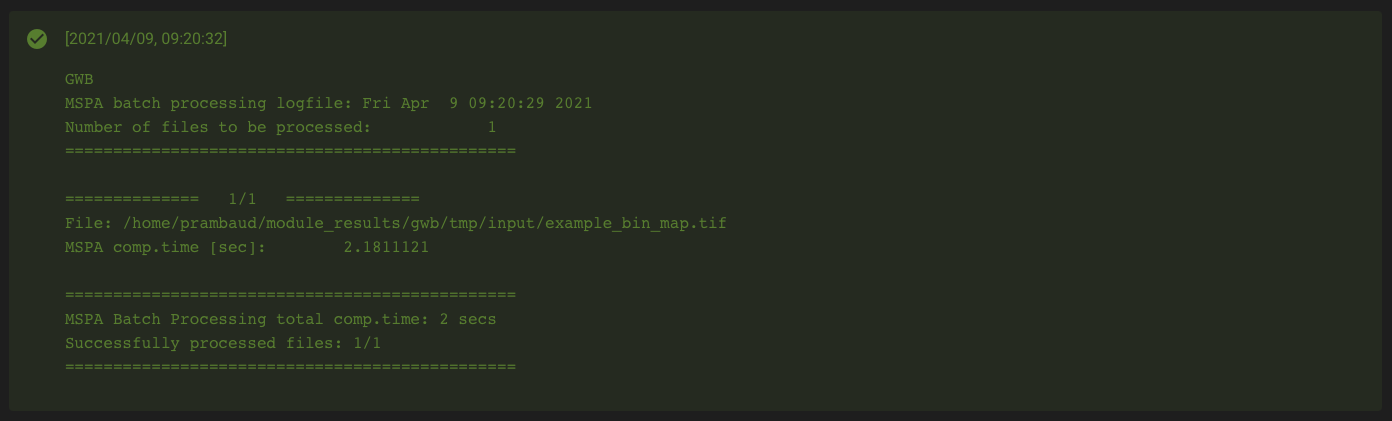 [2021/04/09, 09:20:32]
GWB
MSPA batch processing logfile: Fri Apr  9 09:20:29 2021
Number of files to be processed:            1
===============================================
==============   1/1   ==============
File: /home/prambaud/module_results/gwb/tmp/input/example_bin_map.tif
MSPA comp.time [sec]:        2.1811121
===============================================
MSPA Batch Processing total comp.time: 2 secs
Successfully processed files: 1/1
===============================================